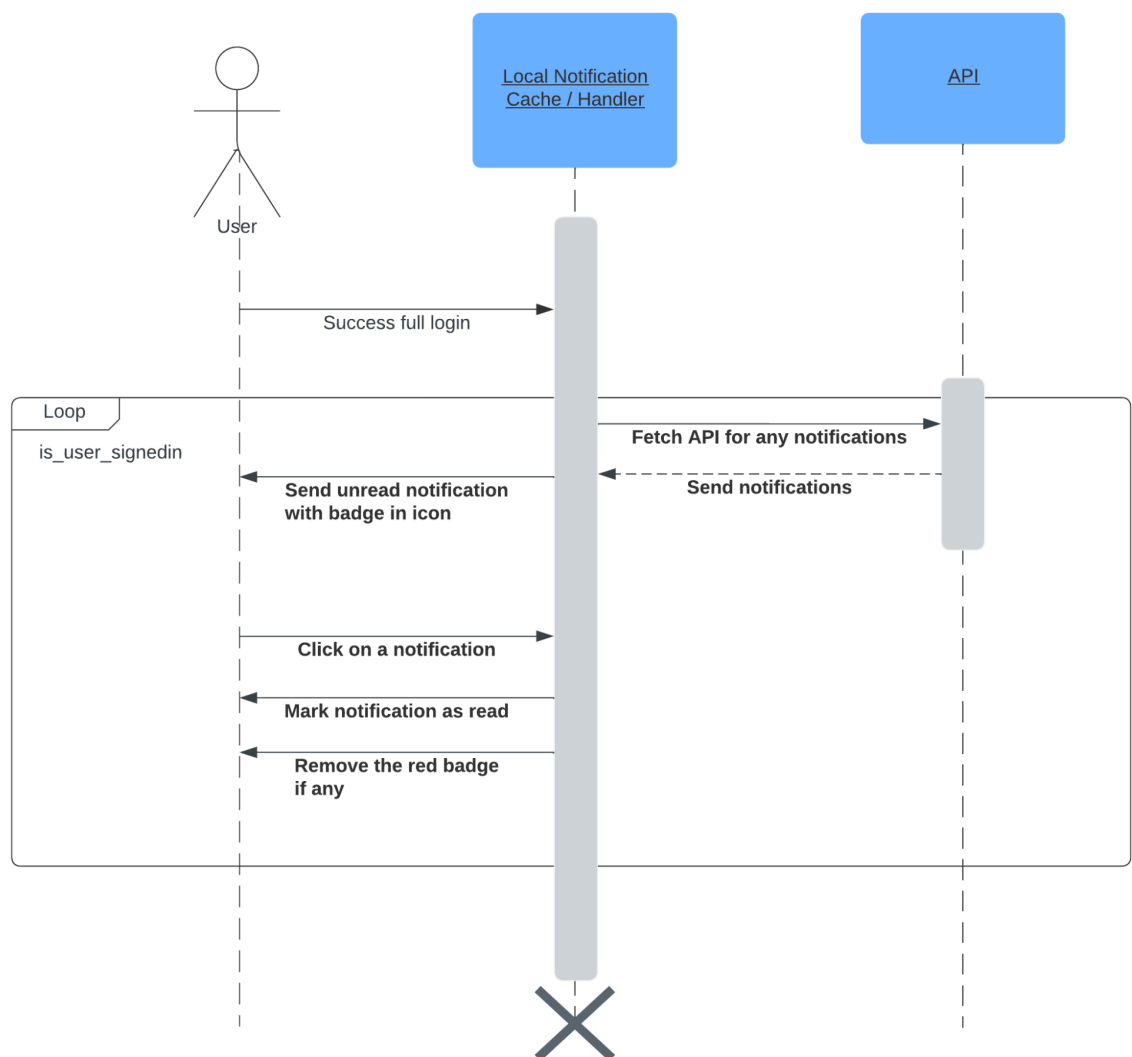 Local Notification
Cache / Handler
API
User
Success full login
Loop
is_user_signedin
Fetch API for any notifications
Send notifications
Send unread notification
with badge in icon
Click on a notification
Mark notification as read
Remove the red badge
if any